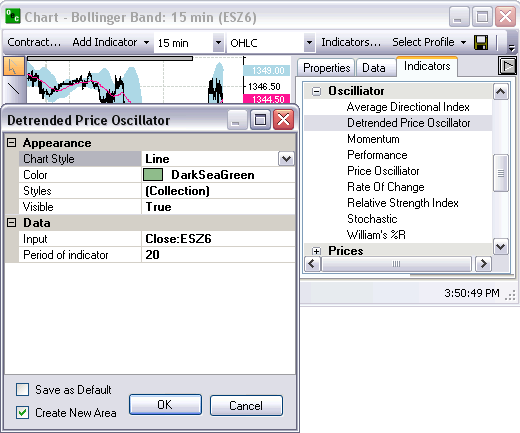 Chart - Bollinger Band: 15 min (ESZ6)
Contract... Add Indicator 15 min OHLC Indicators... Select Profile
1349.00
1346.50
1344.50
Properties Data Indicators
Oscilliator
Average Directional Index
Detrended Price Oscillator
Momentum
Performance
Price Oscillator
Rate Of Change
Relative Strength Index
Stochastic
William's %R
Prices
3:50:49 PM
Detrended Price Oscillator
Appearance
Chart Style Line
Color DarkSeaGreen
Styles (Collection)
Visible True
Data
Input Close:ESZ6
Period of indicator 20
Save as Default
Create New Area
OK Cancel